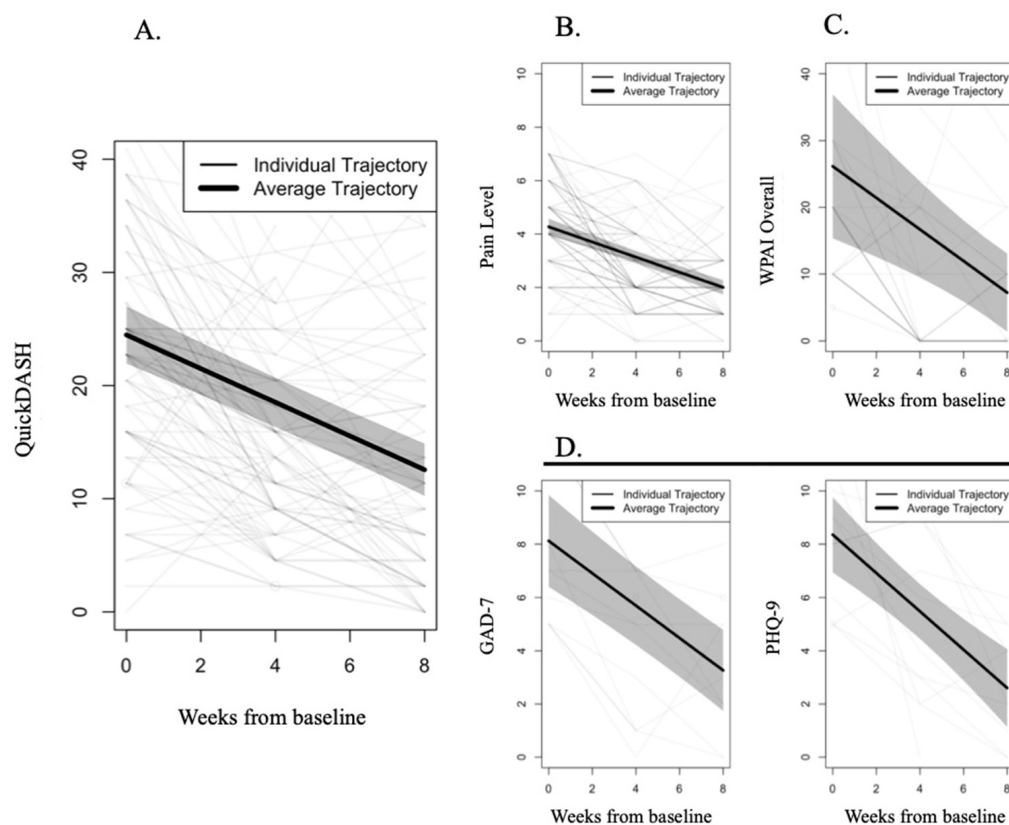 A.
Individual Trajectory
Average Trajectory
QuickDASH
40
30
20
10
0
0 2 4 6 8
Weeks from baseline
B.
Individual Trajectory
Average Trajectory
Pain Level
10
8
6
4
2
0
0 2 4 6 8
Weeks from baseline
C.
Individual Trajectory
Average Trajectory
WPAI Overall
40
30
20
10
0
0 2 4 6 8
Weeks from baseline
D.
Individual Trajectory
Average Trajectory
GAD-7
10
8
6
4
2
0
0 2 4 6 8
Weeks from baseline
Individual Trajectory
Average Trajectory
PHQ-9
10
8
6
4
2
0
0 2 4 6 8
Weeks from baseline